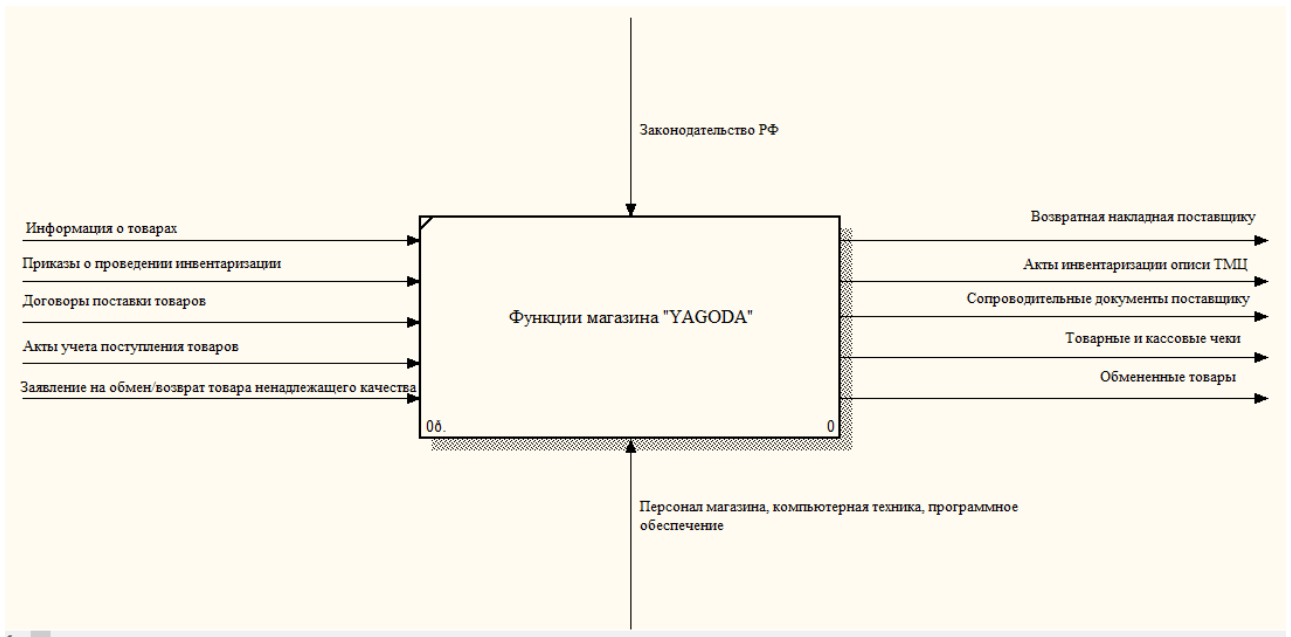 Законодательство РФ
Информация о товарах
Приказы о проведении инвентаризации
Договоры поставки товаров
Акты учета поступления товаров
Заявление на обмен/возврат товара ненадлежащего качества
Функции магазина "YAGODA"
0ð.
0
Возвратная накладная поставщику
Акты инвентаризации описи ТМЦ
Сопроводительные документы поставщику
Товарные и кассовые чеки
Обмененные товары
Персонал магазина, компьютерная техника, программное
обеспечение